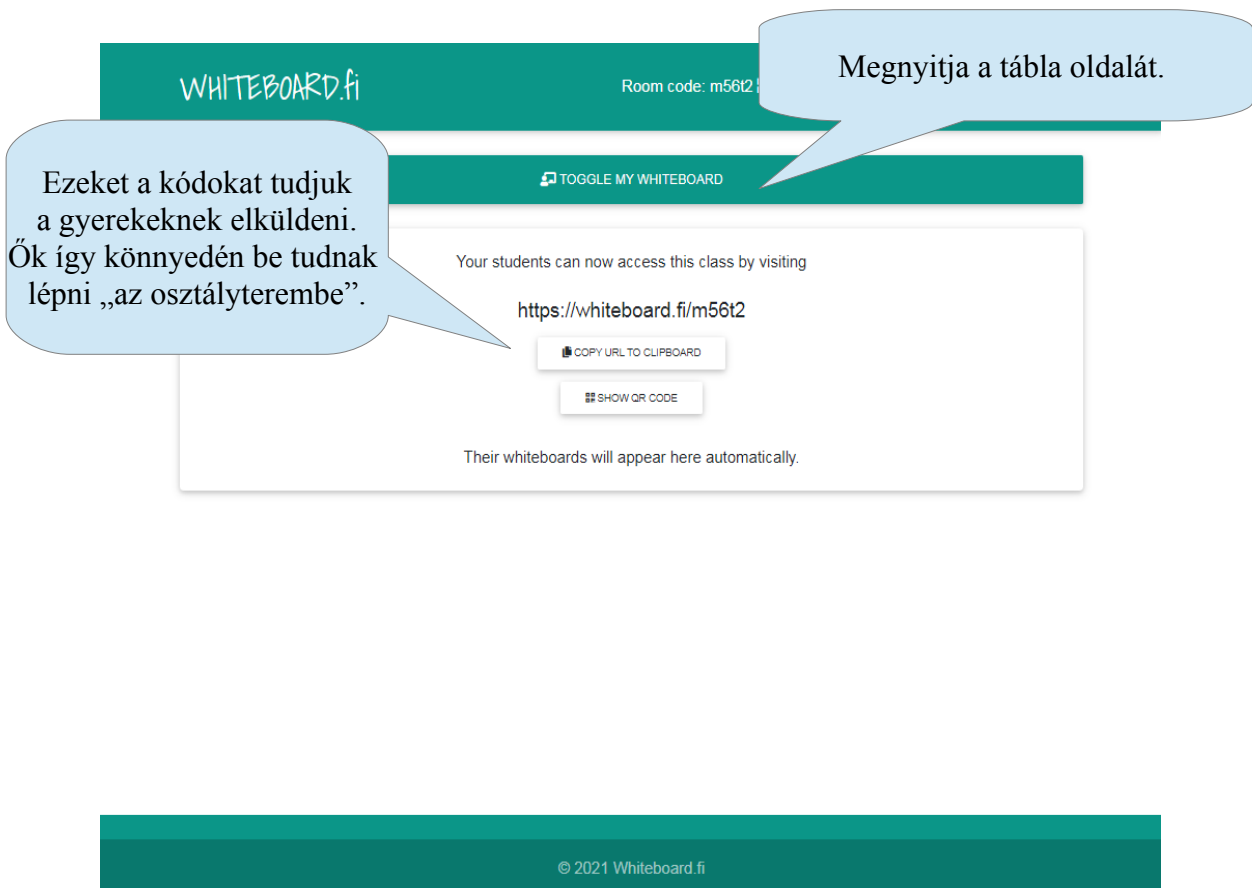 WHITEBOARD.fi
Room code: m56t2
Megnyitja a tábla oldalát.
Ezeket a kódokat tudjuk
a gyerekeknek elküldeni.
Ők így könnyedén be tudnak
lépni „az osztályterembe”.
TOGGLE MY WHITEBOARD
Your students can now access this class by visiting
https://whiteboard.fi/m56t2
COPY URL TO CLIPBOARD
SHOW QR CODE
Their whiteboards will appear here automatically.
© 2021 Whiteboard.fi